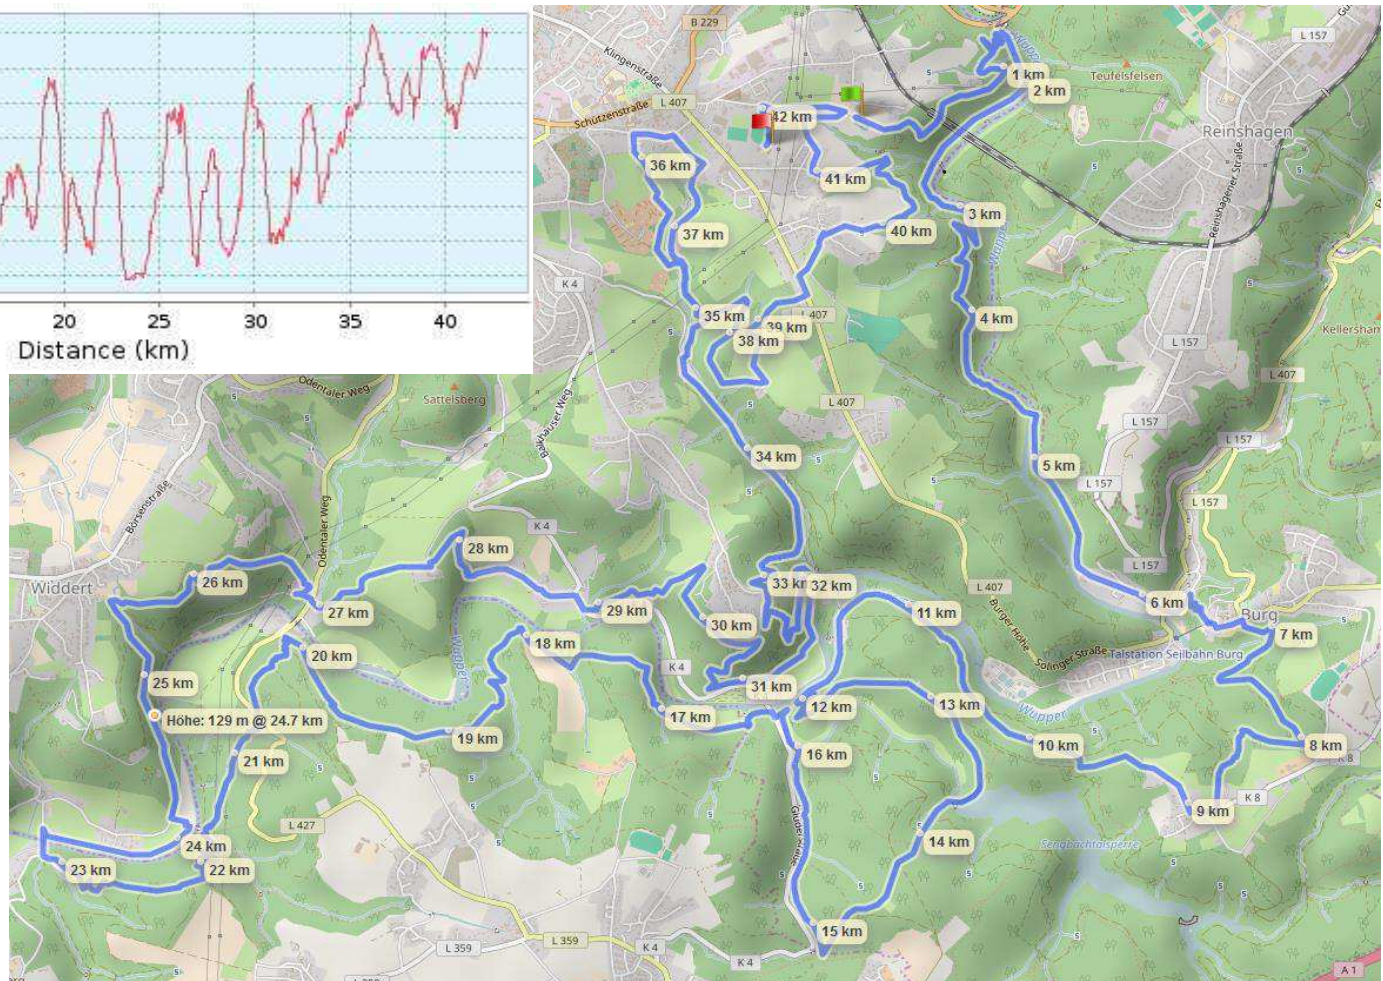 20 25 30 35 40
Distance (km)
B 229
L 157
Klingenstraße
Teufelsfelsen
1 km
2 km
L 407
Schützenstraße
42 km
Reinshagen
36 km
41 km
Reinshagener Straße
3 km
37 km
40 km
Wupper
K 4
35 km
39 km
L 407
4 km
38 km
L 157
L 407
Odentaler Weg
Sattelsberg
L 407
Balkhauser Weg
L 157
L 157
34 km
5 km
L 157
Börsenstraße
Odentaler Weg
K 4
L 157
28 km
L 157
26 km
Widdert
33 km
32 km
L 407
27 km
29 km
11 km
6 km
Burg
30 km
Burger Höhe
7 km
18 km
Solinger Straße
20 km
Wupper
Talstation Seilbahn Burg
K 4
25 km
31 km
12 km
13 km
Wupper
Höhe: 129 m @ 24.7 km
17 km
19 km
10 km
8 km
21 km
16 km
K 8
K 8
9 km
L 427
24 km
14 km
Sengbachtalsperre
23 km
22 km
15 km
L 359
L 359
K 4
K 4
A 1